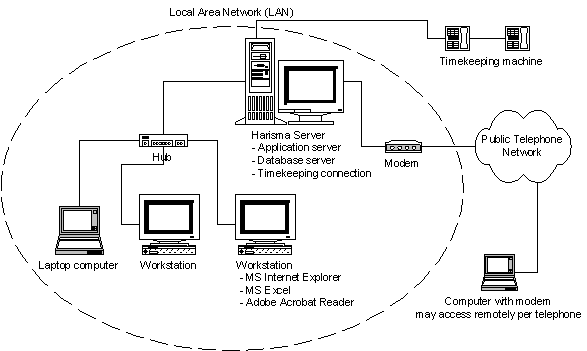 Local Area Network (LAN)
Timekeeping machine
Harisma Server
- Application server
- Database server
- Timekeeping connection
Hub
Modem
Public Telephone
Network
Laptop computer
Workstation
Workstation
- MS Internet Explorer
- MS Excel
- Adobe Acrobat Reader
Computer with modem
may access remotely per telephone